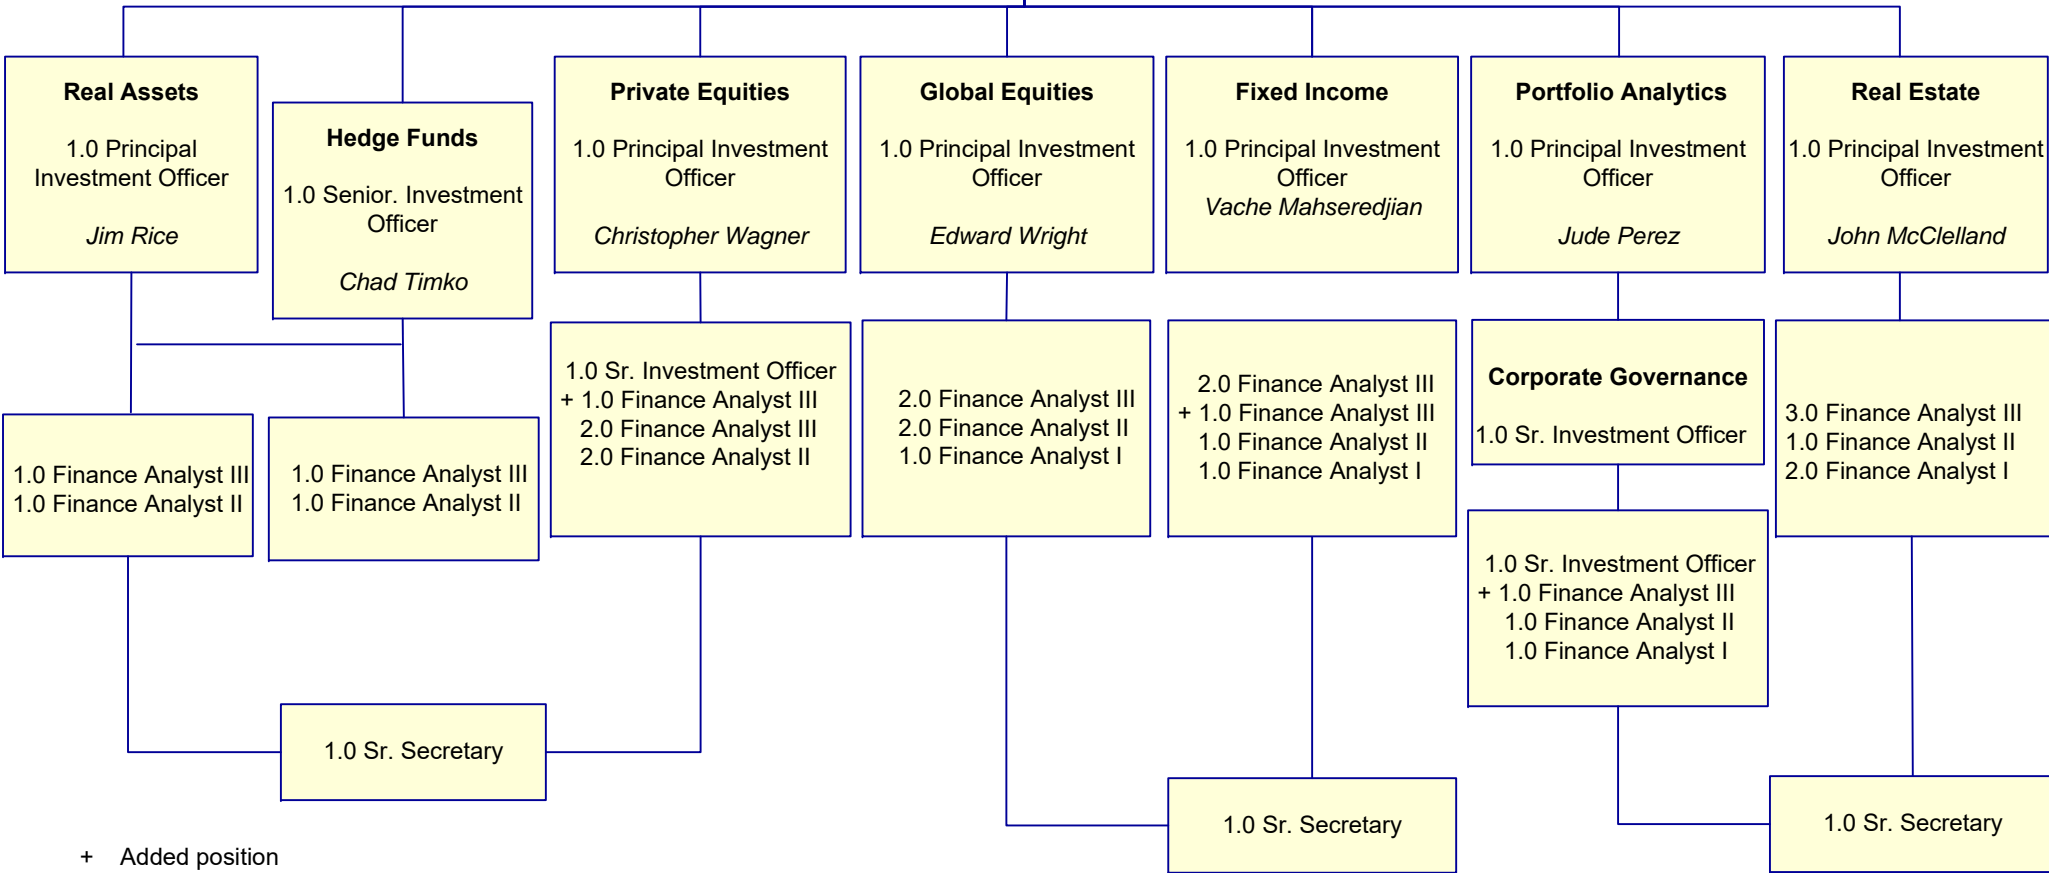 Real Assets
1.0 Principal
Investment Officer
Jim Rice
Hedge Funds
1.0 Senior. Investment
Officer
Chad Timko
Private Equities
1.0 Principal Investment
Officer
Christopher Wagner
Global Equities
1.0 Principal Investment
Officer
Edward Wright
Fixed Income
1.0 Principal Investment
Officer
Vache Mahseredjian
Portfolio Analytics
1.0 Principal Investment
Officer
Jude Perez
Real Estate
1.0 Principal Investment
Officer
John McClelland
1.0 Finance Analyst III
1.0 Finance Analyst II
1.0 Finance Analyst III
1.0 Finance Analyst II
1.0 Sr. Investment Officer
+ 1.0 Finance Analyst III
2.0 Finance Analyst III
2.0 Finance Analyst II
2.0 Finance Analyst III
2.0 Finance Analyst II
1.0 Finance Analyst I
2.0 Finance Analyst III
+ 1.0 Finance Analyst III
1.0 Finance Analyst II
1.0 Finance Analyst I
Corporate Governance
1.0 Sr. Investment Officer
3.0 Finance Analyst III
1.0 Finance Analyst II
2.0 Finance Analyst I
1.0 Sr. Investment Officer
+ 1.0 Finance Analyst III
1.0 Finance Analyst II
1.0 Finance Analyst I
1.0 Sr. Secretary
1.0 Sr. Secretary
1.0 Sr. Secretary
+ Added position